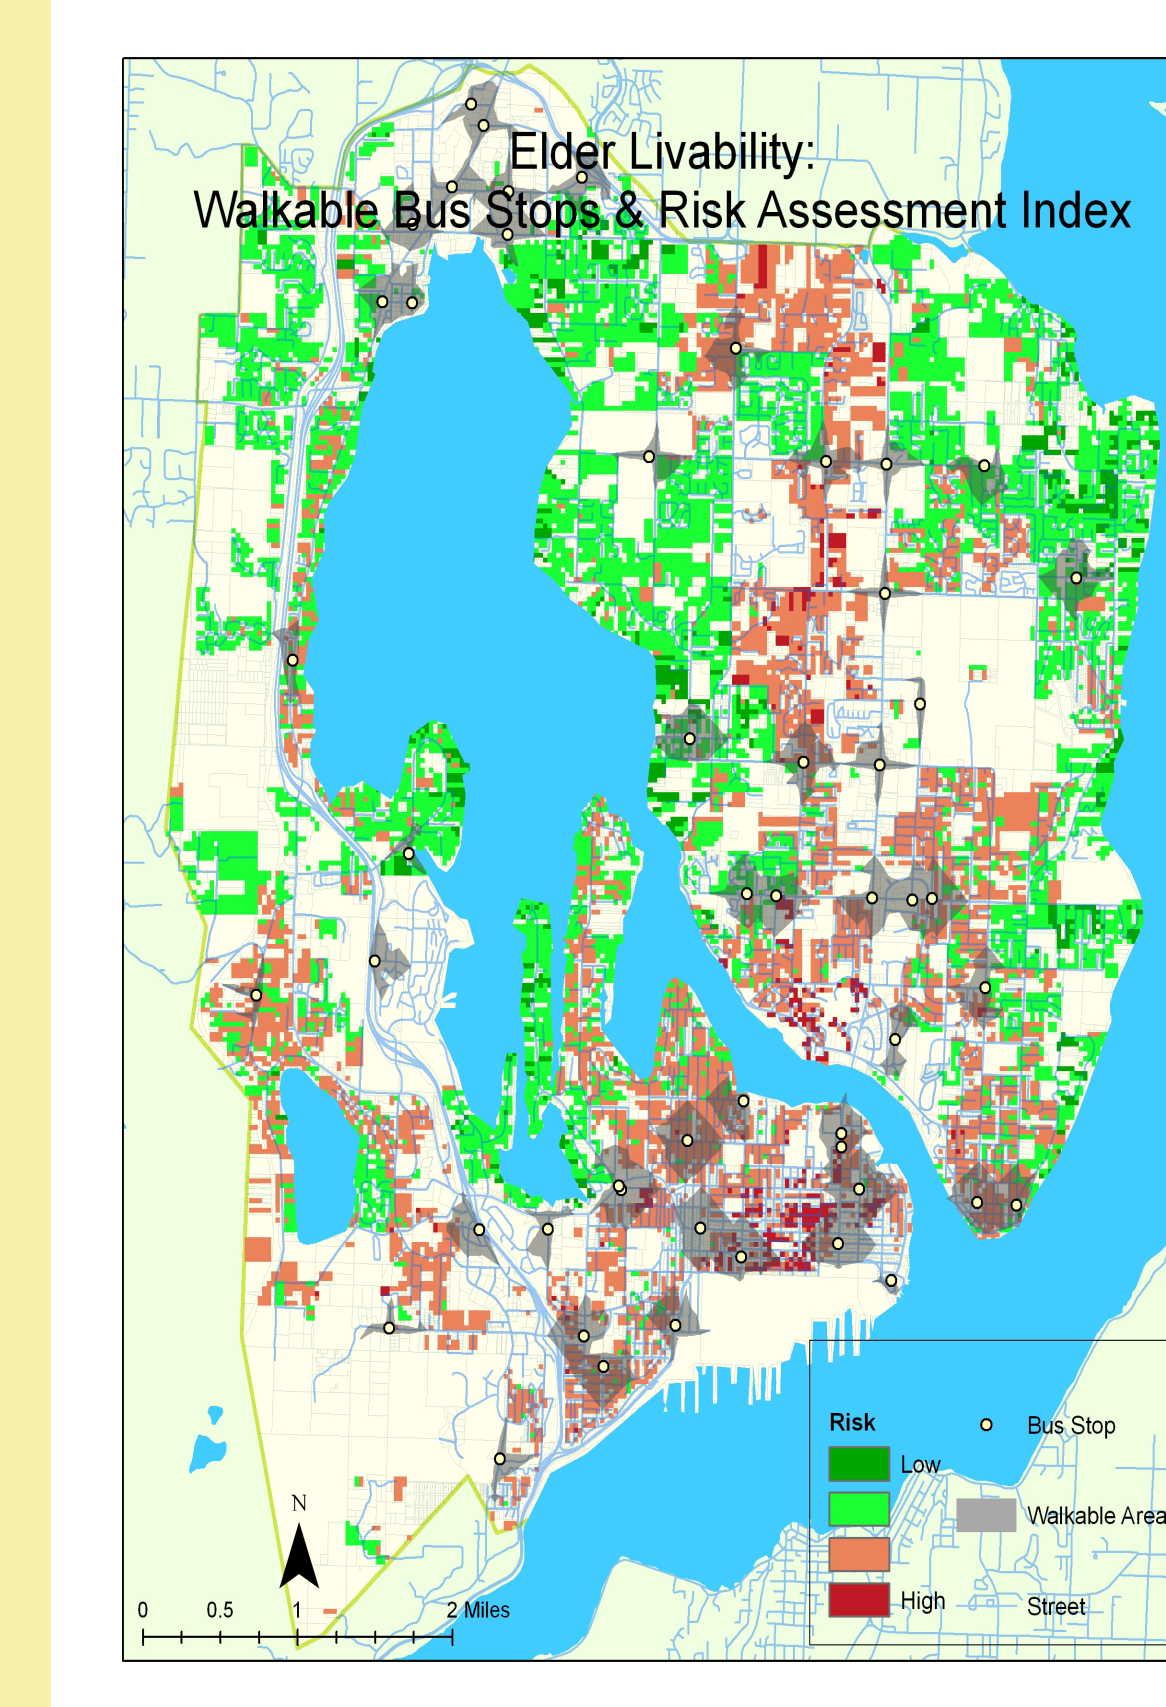 Elder Livability:
Walkable Bus Stops & Risk Assessment Index
Risk
Bus Stop
Low
Walkable Area
High
Street
N
0 0.5 1 2 Miles